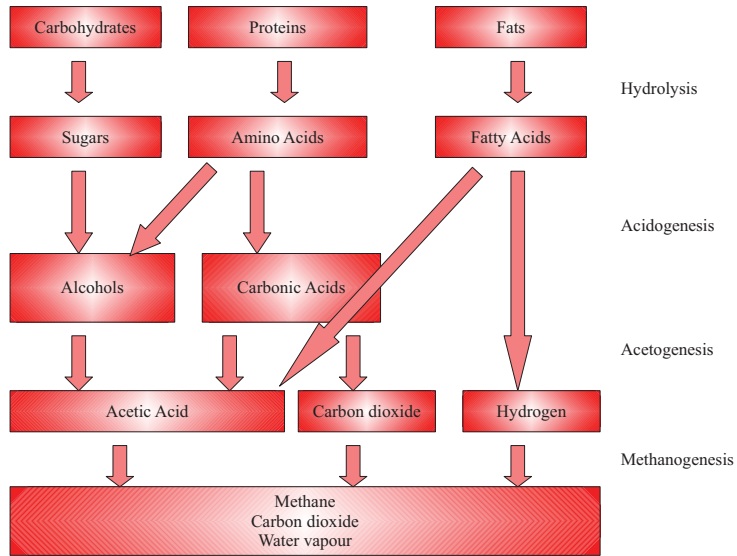 Carbohydrates
Proteins
Fats
Hydrolysis
Sugars
Amino Acids
Fatty Acids
Acidogenesis
Alcohols
Carbonic Acids
Acetogenesis
Acetic Acid
Carbon dioxide
Hydrogen
Methanogenesis
Methane
Carbon dioxide
Water vapour